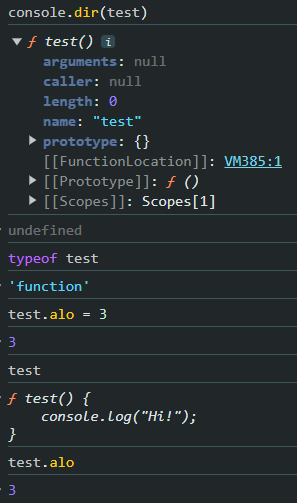 console.dir(test)
ƒ test() i
arguments: null
caller: null
length: 0
name: "test"
prototype: {}
[[FunctionLocation]]: VM385:1
[[Prototype]]: ƒ ()
[[Scopes]]: Scopes[1]
undefined
typeof test
'function'
test.alo = 3
3
test
ƒ test() {
    console.log("Hi!");
}
test.alo
3